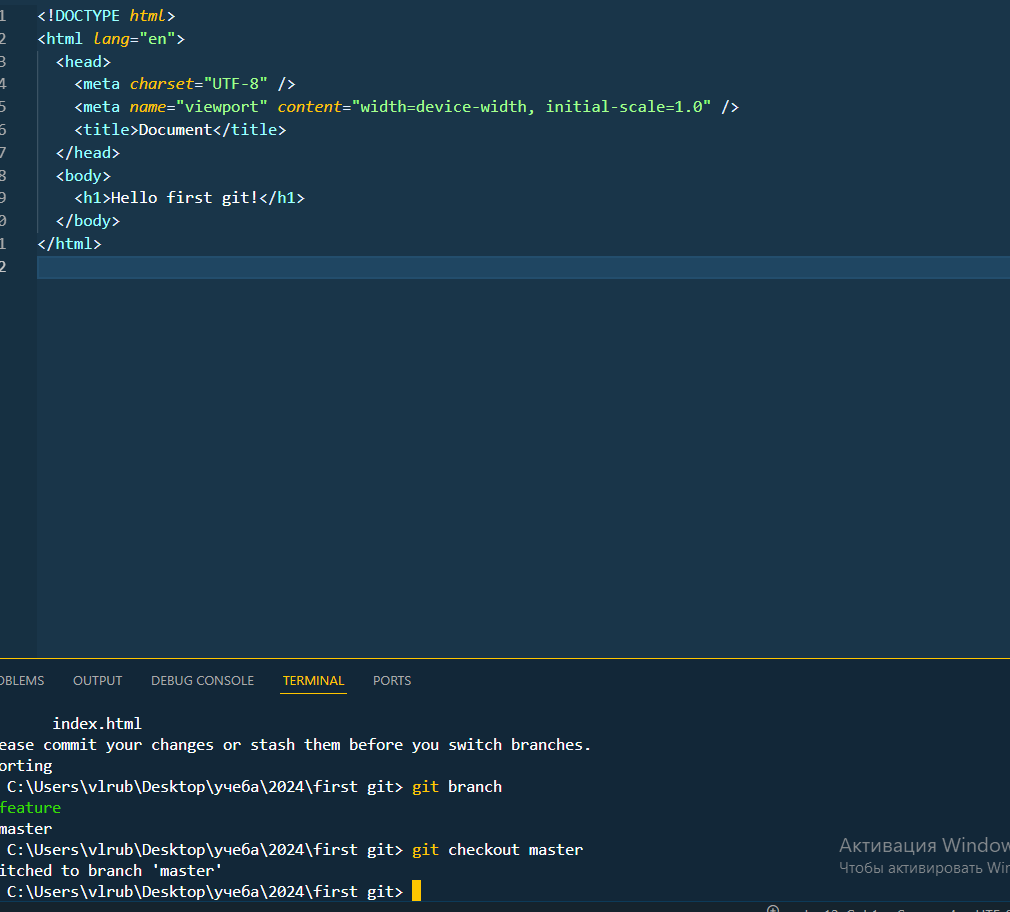 1 <!DOCTYPE html>
2 <html lang="en">
3 <head>
4 <meta charset="UTF-8" />
5 <meta name="viewport" content="width=device-width, initial-scale=1.0" />
6 <title>Document</title>
7 </head>
8 <body>
9 <h1>Hello first git!</h1>
0 </body>
1 </html>
2
OBLEMS OUTPUT DEBUG CONSOLE TERMINAL PORTS
index.html
ease commit your changes or stash them before you switch branches.
orting
C:\Users\vlrub\Desktop\учеба\2024\first git> git branch
feature
master
C:\Users\vlrub\Desktop\учеба\2024\first git> git checkout master
itched to branch 'master'
C:\Users\vlrub\Desktop\учеба\2024\first git>
Активация Window
Чтобы активировать Win